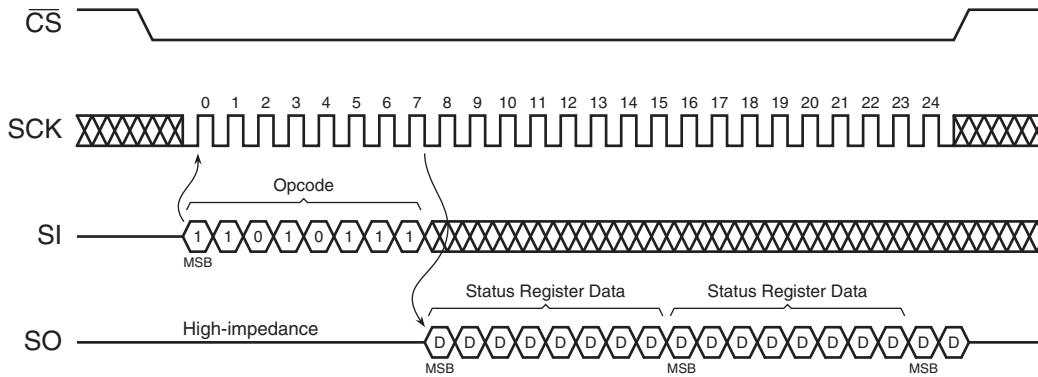 CS
0 1 2 3 4 5 6 7 8 9 10 11 12 13 14 15 16 17 18 19 20 21 22 23 24
SCK
Opcode
SI 1 1 0 1 0 1 1 1
MSB
Status Register Data Status Register Data
High-impedance
SO D D D D D D D D D D D D D D D D D D
MSB MSB MSB